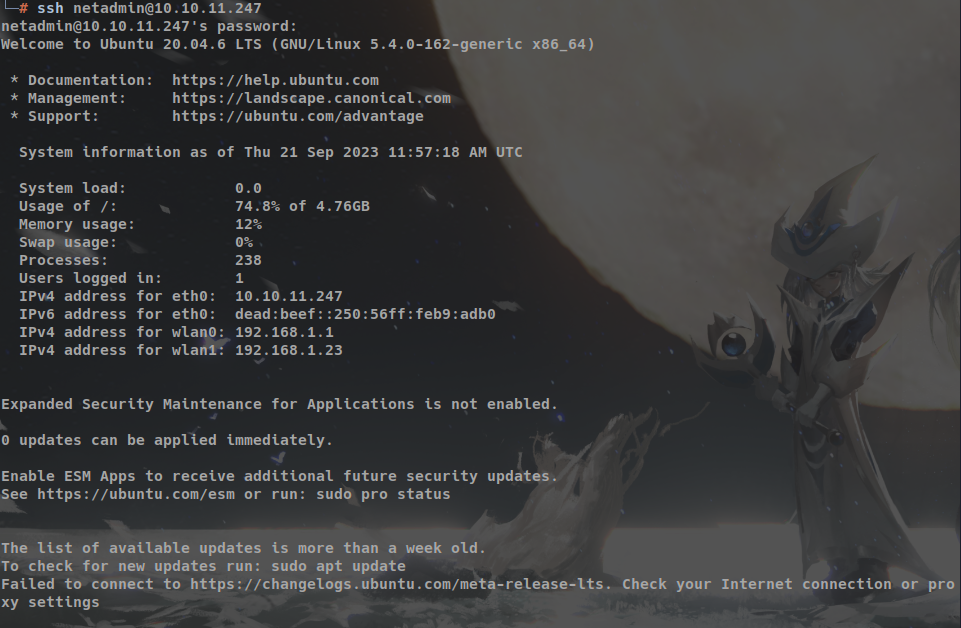 └─# ssh netadmin@10.10.11.247
netadmin@10.10.11.247's password:
Welcome to Ubuntu 20.04.6 LTS (GNU/Linux 5.4.0-162-generic x86_64)
* Documentation:  https://help.ubuntu.com
* Management:     https://landscape.canonical.com
* Support:        https://ubuntu.com/advantage
System information as of Thu 21 Sep 2023 11:57:18 AM UTC
System load:            0.0
Usage of /:             74.8% of 4.76GB
Memory usage:           12%
Swap usage:             0%
Processes:              238
Users logged in:        1
IPv4 address for eth0:  10.10.11.247
IPv6 address for eth0:  dead:beef::250:56ff:feb9:adb0
IPv4 address for wlan0: 192.168.1.1
IPv4 address for wlan1: 192.168.1.23
Expanded Security Maintenance for Applications is not enabled.
0 updates can be applied immediately.
Enable ESM Apps to receive additional future security updates.
See https://ubuntu.com/esm or run: sudo pro status
The list of available updates is more than a week old.
To check for new updates run: sudo apt update
Failed to connect to https://changelogs.ubuntu.com/meta-release-lts. Check your Internet connection or pro
xy settings